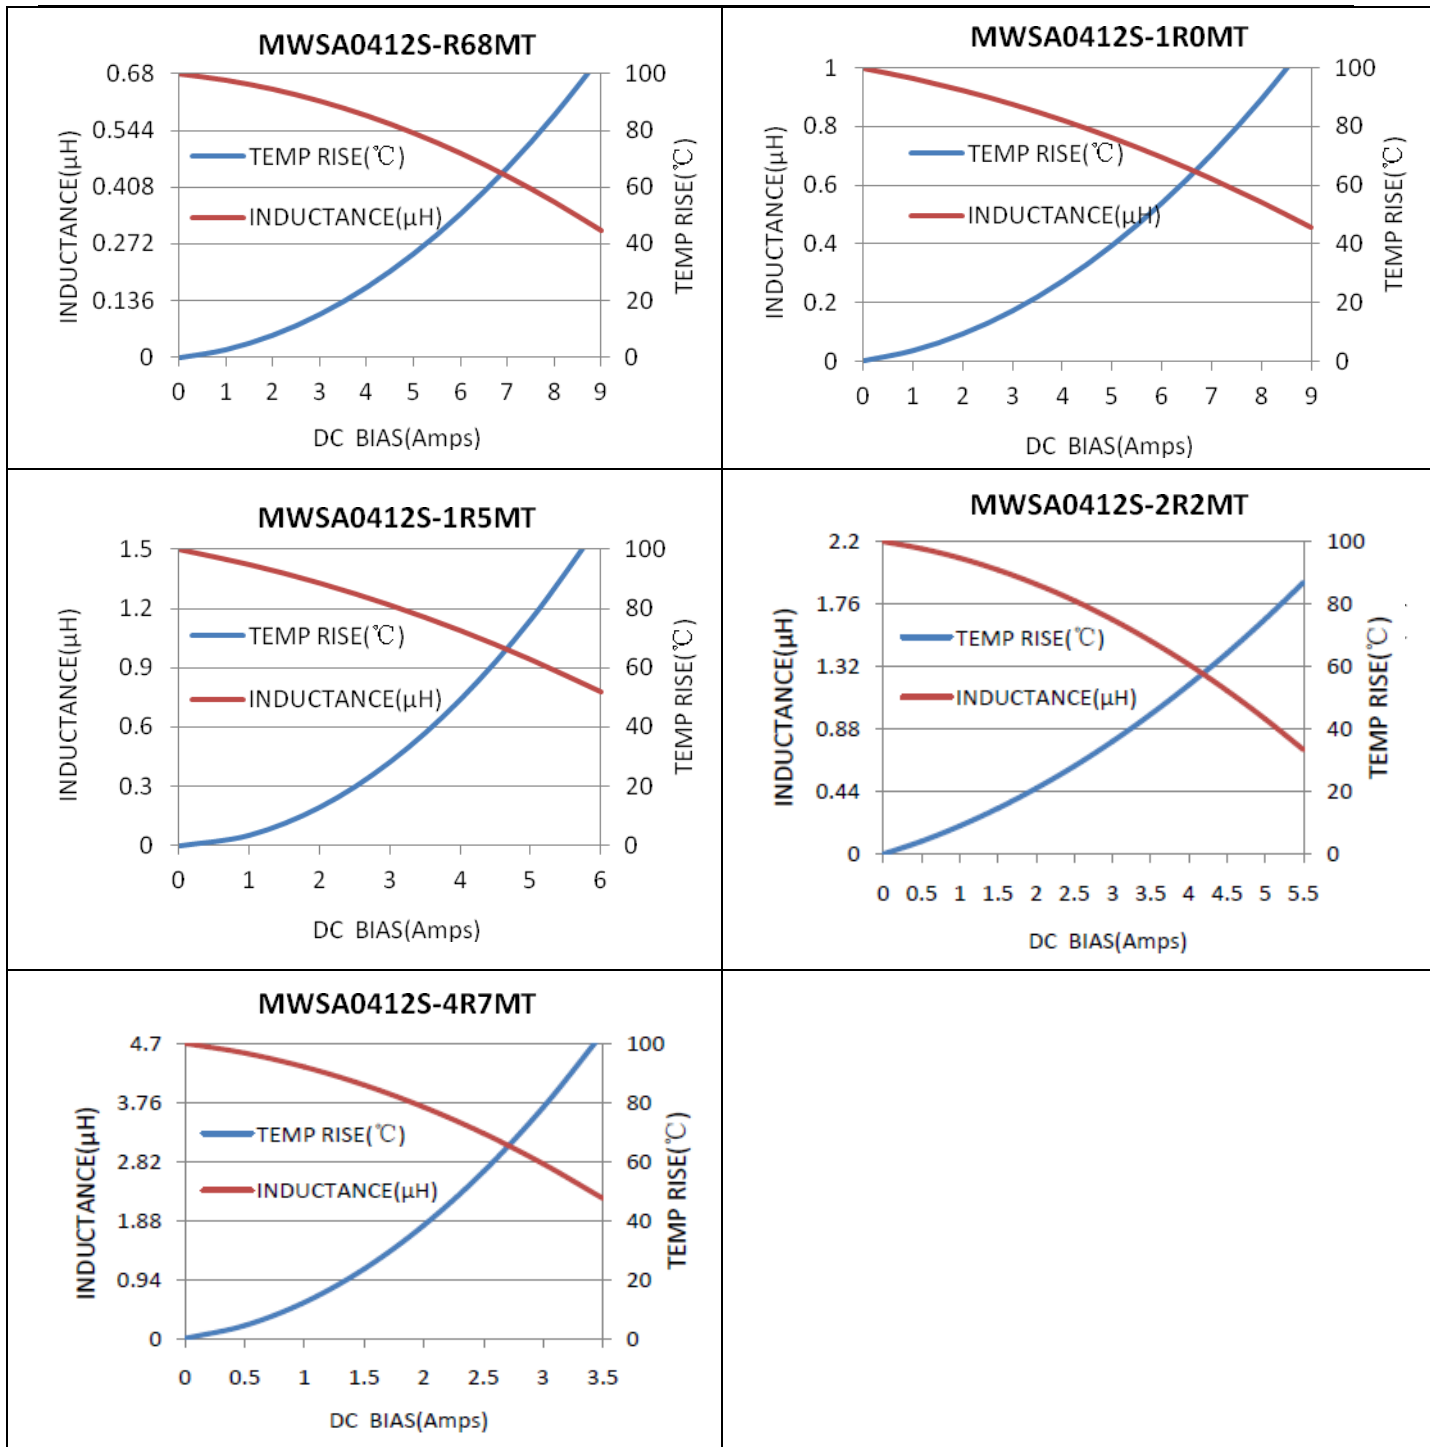 MWSA0412S-R68MT
0.68
0.544
0.408
0.272
0.136
0
100
80
60
40
20
0
INDUCTANCE(μH)
TEMP RISE(℃)
TEMP RISE(℃)
INDUCTANCE(μH)
0 1 2 3 4 5 6 7 8 9
DC BIAS(Amps)
MWSA0412S-1R0MT
1
0.8
0.6
0.4
0.2
0
100
80
60
40
20
0
INDUCTANCE(μH)
TEMP RISE(℃)
TEMP RISE(℃)
INDUCTANCE(μH)
0 1 2 3 4 5 6 7 8 9
DC BIAS(Amps)
MWSA0412S-1R5MT
1.5
1.2
0.9
0.6
0.3
0
100
80
60
40
20
0
INDUCTANCE(μH)
TEMP RISE(℃)
TEMP RISE(℃)
INDUCTANCE(μH)
0 1 2 3 4 5 6
DC BIAS(Amps)
MWSA0412S-2R2MT
2.2
1.76
1.32
0.88
0.44
0
100
80
60
40
20
0
INDUCTANCE(μH)
TEMP RISE(℃)
TEMP RISE(℃)
INDUCTANCE(μH)
0 0.5 1 1.5 2 2.5 3 3.5 4 4.5 5 5.5
DC BIAS(Amps)
MWSA0412S-4R7MT
4.7
3.76
2.82
1.88
0.94
0
100
80
60
40
20
0
INDUCTANCE(μH)
TEMP RISE(℃)
TEMP RISE(℃)
INDUCTANCE(μH)
0 0.5 1 1.5 2 2.5 3 3.5
DC BIAS(Amps)